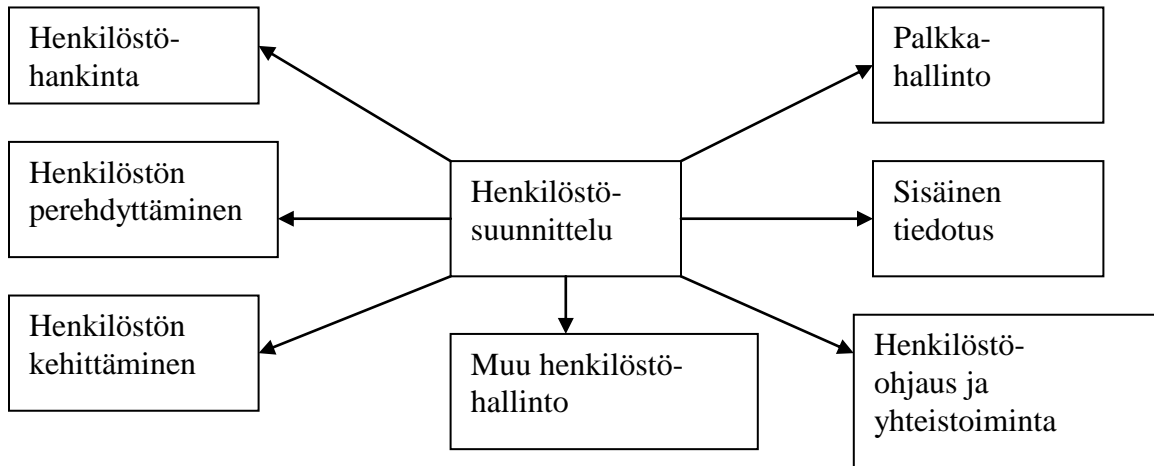 Henkilöstö-
hankinta
Palkka-
hallinto
Henkilöstön
perehdyttäminen
Henkilöstö-
suunnittelu
Sisäinen
tiedotus
Henkilöstön
kehittäminen
Muu henkilöstö-
hallinto
Henkilöstö-
ohjaus ja
yhteistoiminta